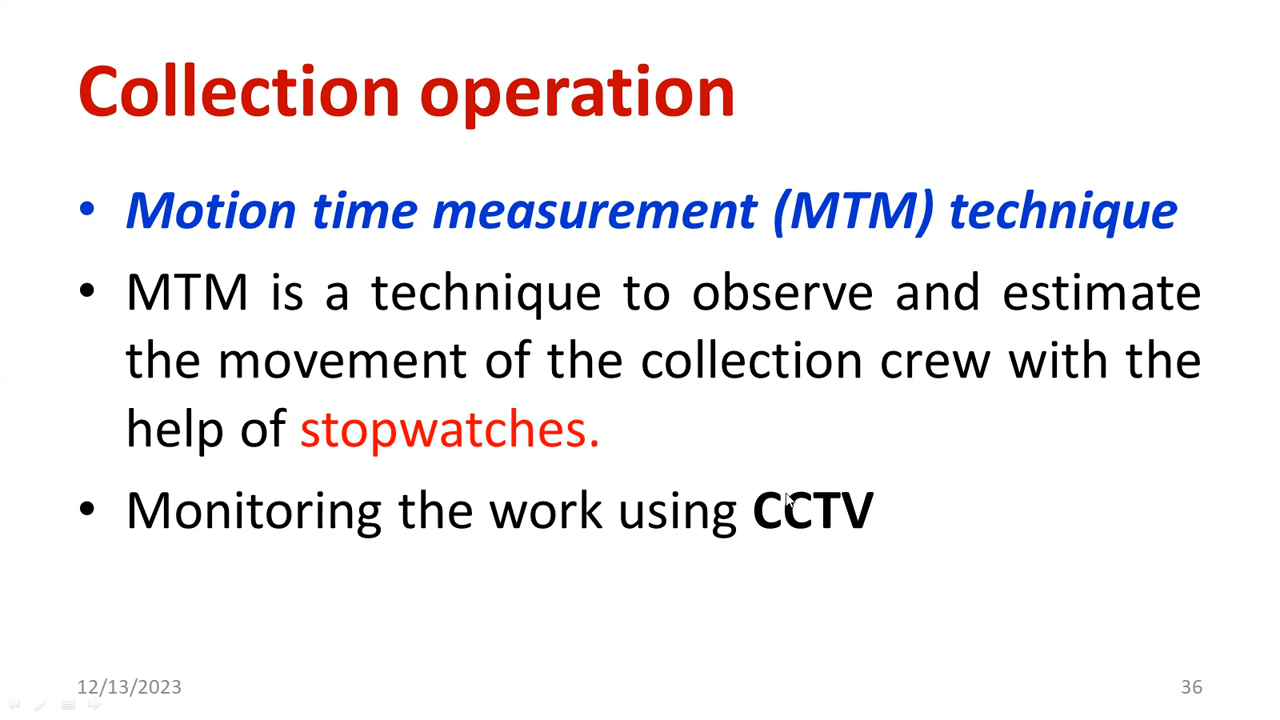 Collection operation
• Motion time measurement (MTM) technique
• MTM is a technique to observe and estimate
the movement of the collection crew with the
help of stopwatches.
• Monitoring the work using CCTV
12/13/2023
36